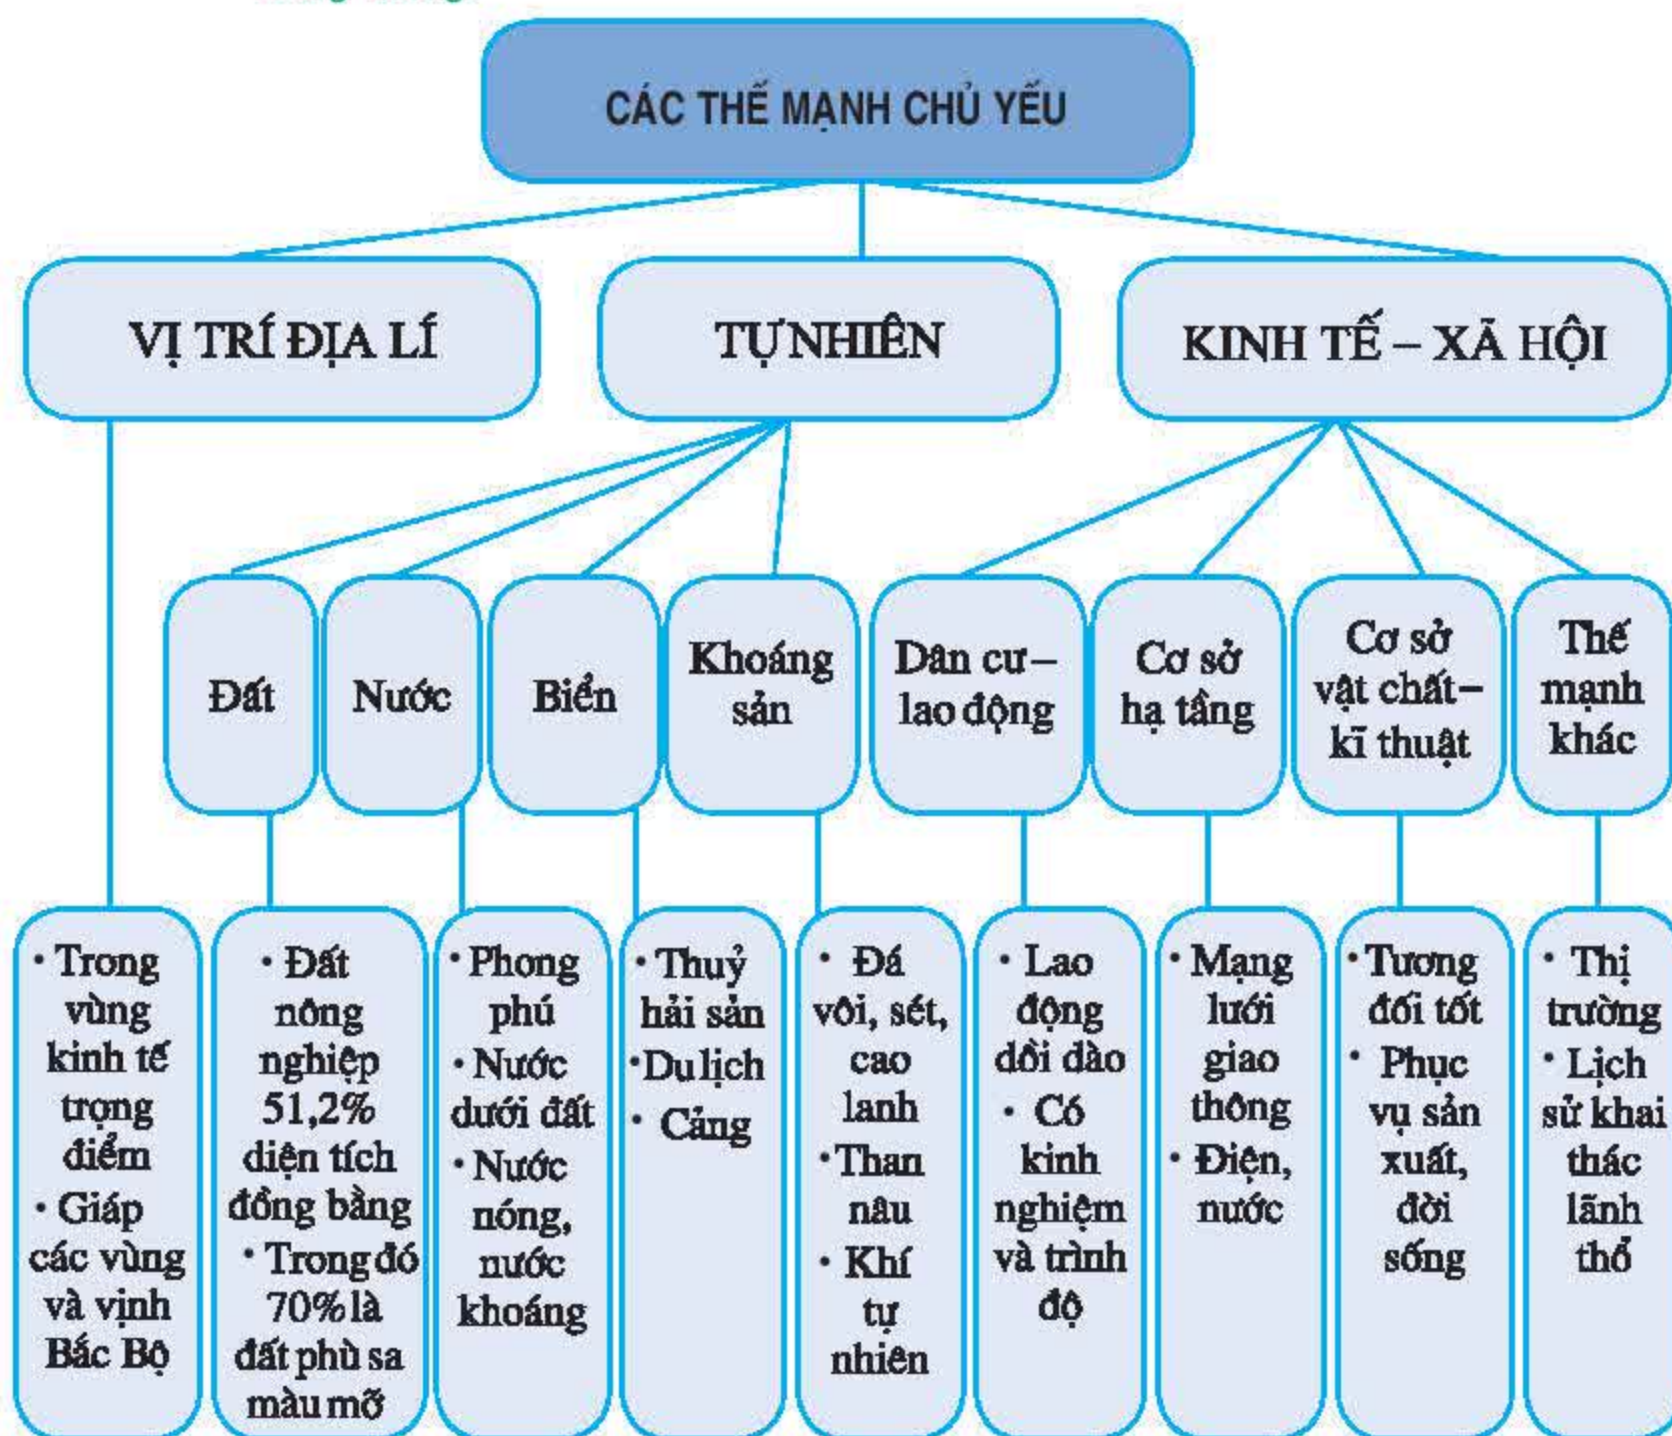 CÁC THẾ MẠNH CHỦ YẾU
VỊ TRÍ ĐỊA LÍ
TỰ NHIÊN
KINH TẾ – XÃ HỘI
Đất
Nước
Biển
Khoáng
sản
Dân cư –
lao động
Cơ sở
hạ tầng
Cơ sở
vật chất–
kĩ thuật
Thế
mạnh
khác
• Trong
vùng
kinh tế
trọng
điểm
• Giáp
các vùng
và vịnh
Bắc Bộ
• Đất
nông
nghiệp
51,2%
diện tích
đồng bằng
• Trong đó
70% là
đất phù sa
màu mỡ
• Phong
phú
• Nước
dưới đất
• Nước
nóng,
nước
khoáng
• Thuỷ
hải sản
• Du lịch
• Cảng
• Đá
vôi, sét,
cao
lanh
• Than
nâu
• Khí
tự
nhiên
• Lao
động
dồi dào
• Có
kinh
nghiệm
và trình
độ
• Mạng
lưới
giao
thông
• Điện,
nước
• Tương
đối tốt
• Phục
vụ sản
xuất,
đời
sống
• Thị
trường
• Lịch
sử khai
thác
lãnh
thổ